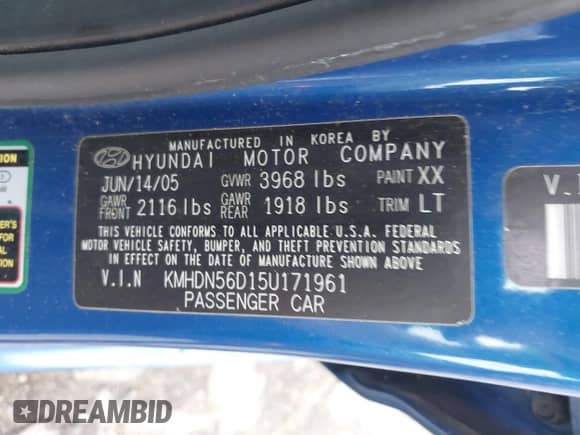 MANUFACTURED IN KOREA BY
HYUNDAI MOTOR COMPANY
JUN/14/05 GVWR 3968 lbs PAINT XX
GAWR FRONT 2116 lbs GAWR REAR 1918 lbs TRIM LT
THIS VEHICLE CONFORMS TO ALL APPLICABLE U.S.A. FEDERAL
MOTOR VEHICLE SAFETY, BUMPER, AND THEFT PREVENTION STANDARDS
IN EFFECT ON THE DATE OF MANUFACTURE SHOWN ABOVE
V.I.N KMHDN56D15U171961
PASSENGER CAR
V.I
DREAMBID